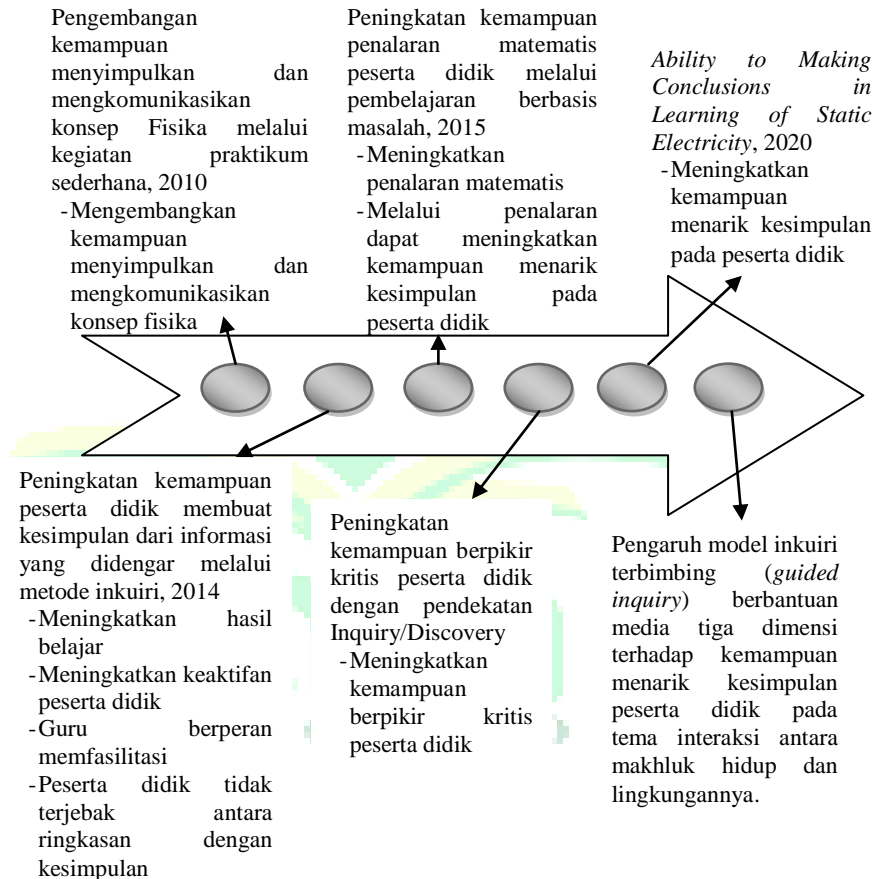 Pengembangan
kemampuan
menyimpulkan dan
mengkomunikasikan
konsep Fisika melalui
kegiatan praktikum
sederhana, 2010
-Mengembangkan
kemampuan
menyimpulkan dan
mengkomunikasikan
konsep fisika
Peningkatan kemampuan
penalaran matematis
peserta didik melalui
pembelajaran berbasis
masalah, 2015
-Meningkatkan
penalaran matematis
-Melalui penalaran
dapat meningkatkan
kemampuan menarik
kesimpulan pada
peserta didik
Ability to Making
Conclusions in
Learning of Static
Electricity, 2020
-Meningkatkan
kemampuan
menarik kesimpulan
pada peserta didik
Peningkatan kemampuan
peserta didik membuat
kesimpulan dari informasi
yang didengar melalui
metode inkuiri, 2014
-Meningkatkan hasil
belajar
-Meningkatkan keaktifan
peserta didik
-Guru berperan
memfasilitasi
-Peserta didik tidak
terjebak antara
ringkasan dengan
kesimpulan
Peningkatan
kemampuan berpikir
kritis peserta didik
dengan pendekatan
Inquiry/Discovery
-Meningkatkan
kemampuan
berpikir kritis
peserta didik
Pengaruh model inkuiri
terbimbing (guided
inquiry) berbantuan
media tiga dimensi
terhadap kemampuan
menarik kesimpulan
peserta didik pada
tema interaksi antara
makhluk hidup dan
lingkungannya.